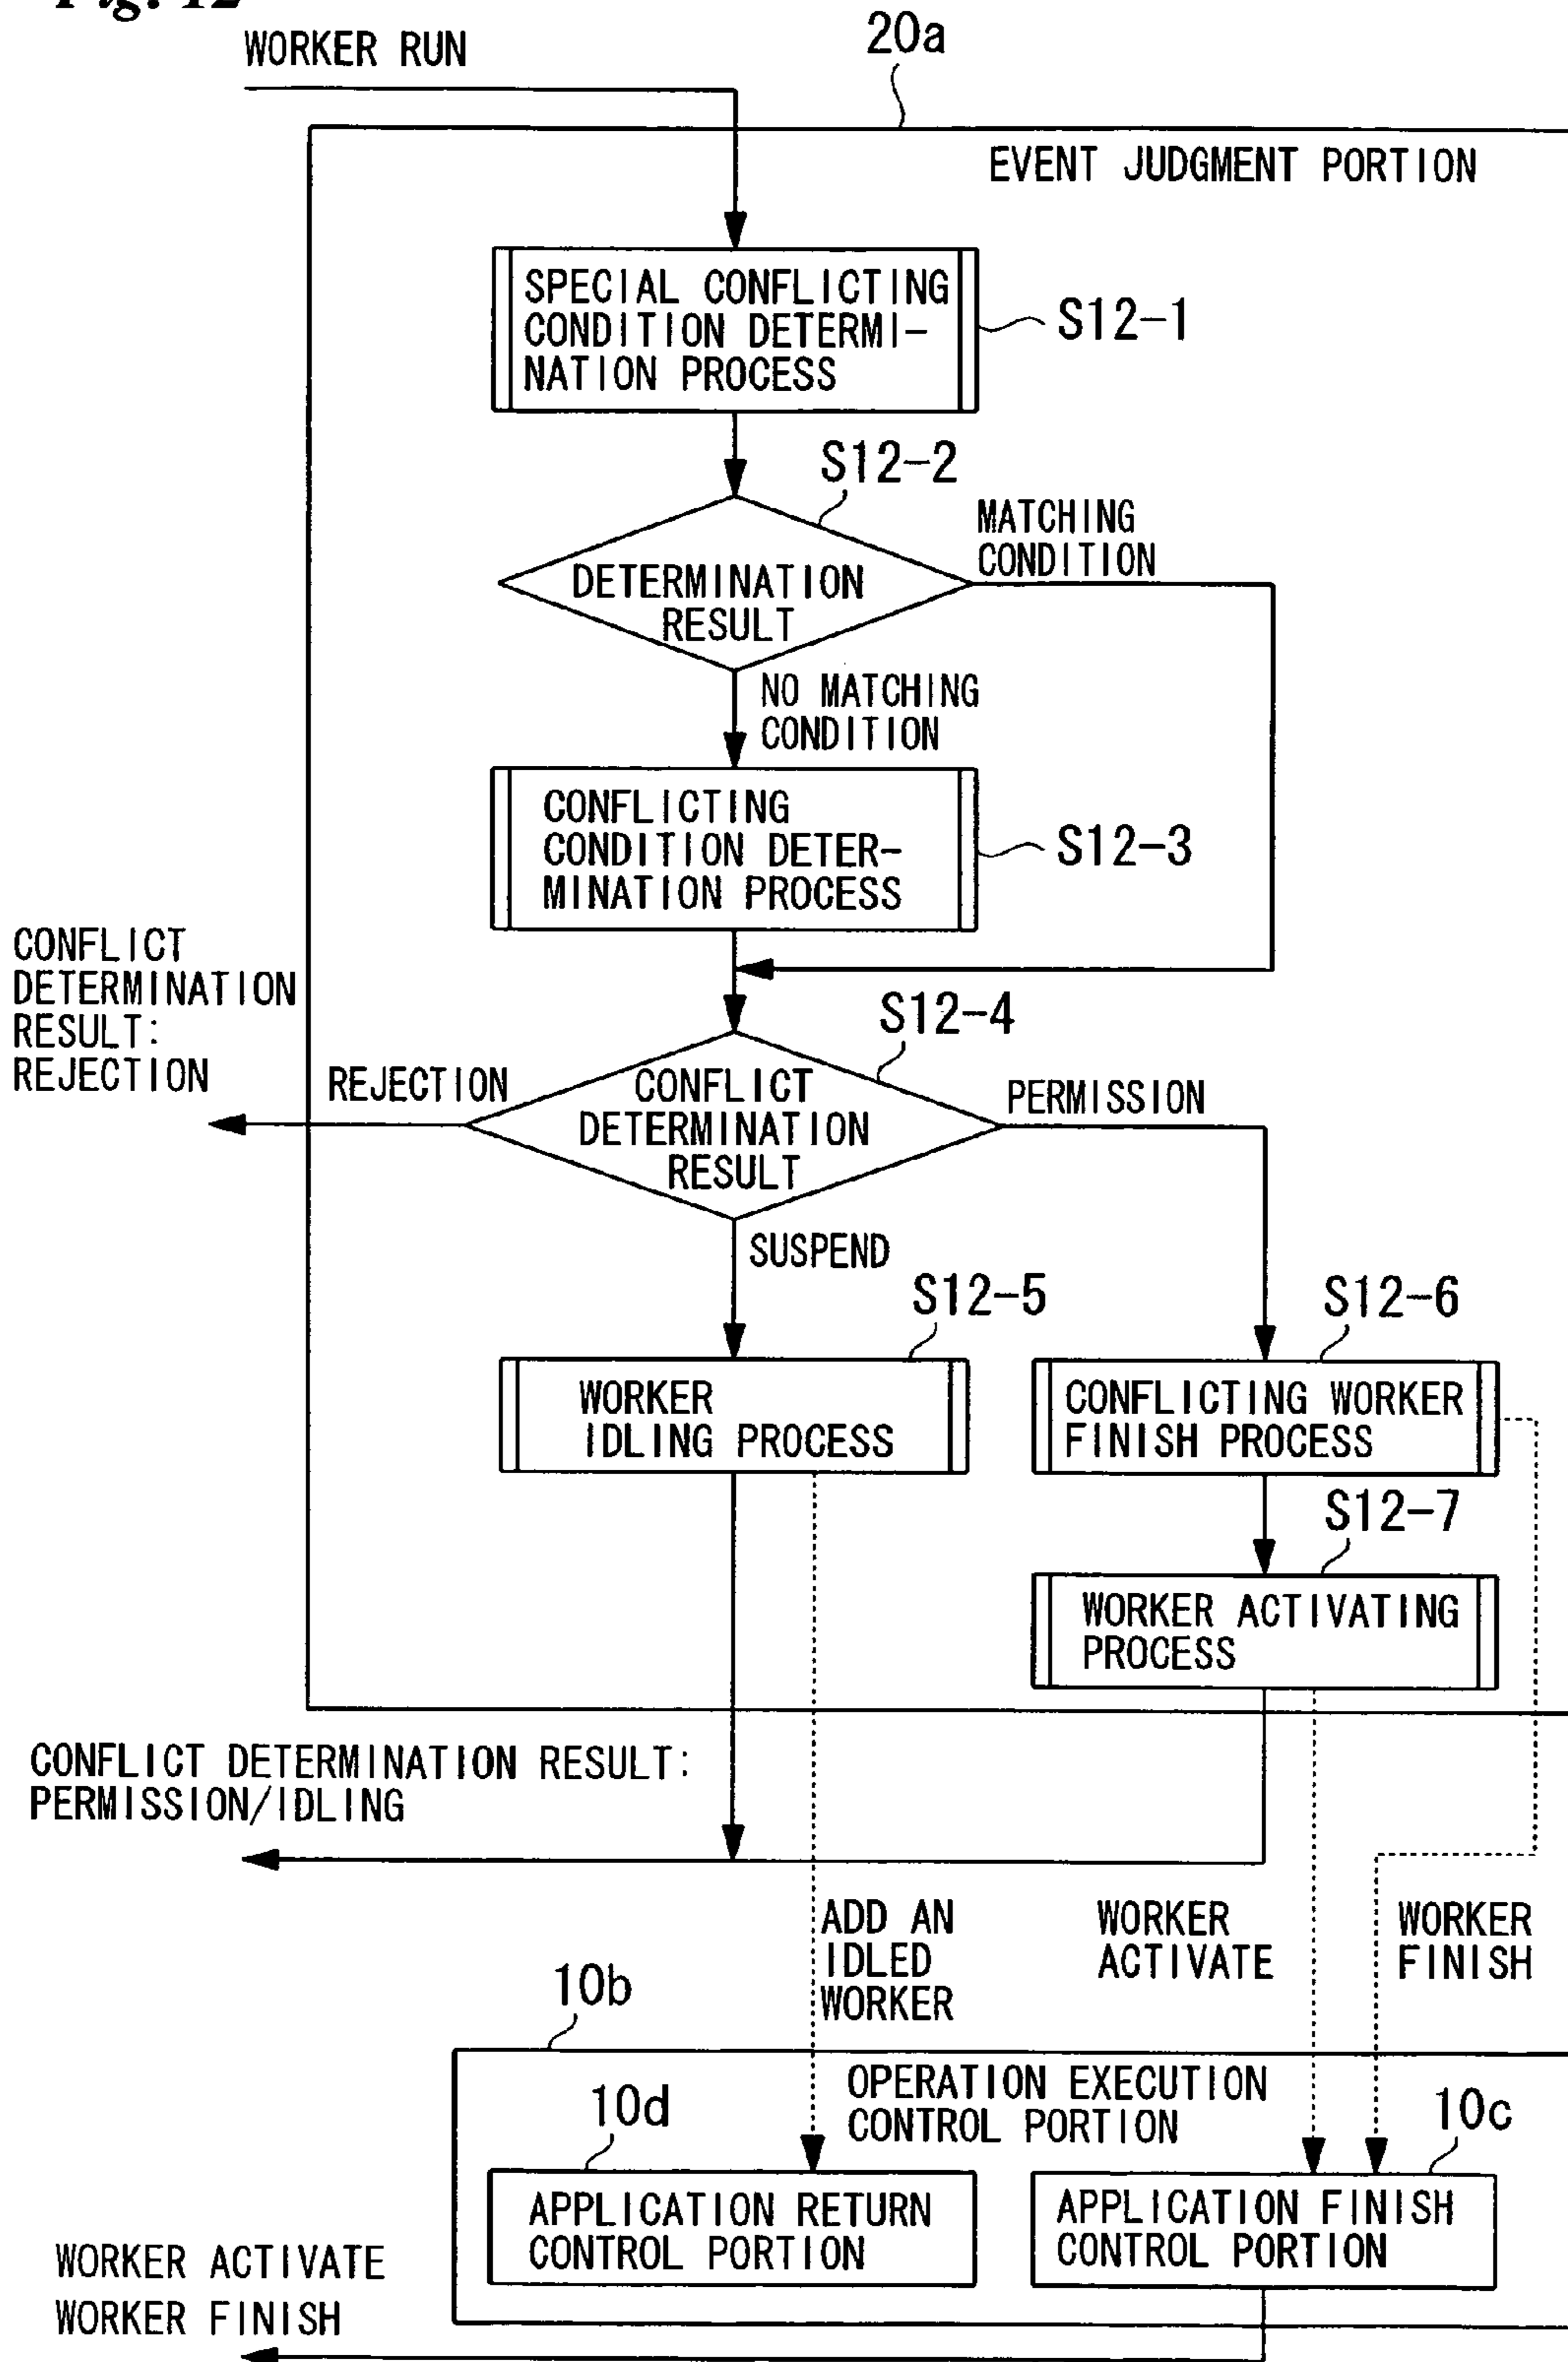 Fig. 12
WORKER RUN
20a
EVENT JUDGMENT PORTION
SPECIAL CONFLICTING
CONDITION DETERMI-
NATION PROCESS
S12-1
S12-2
MATCHING
CONDITION
DETERMINATION
RESULT
NO MATCHING
CONDITION
CONFLICTING
CONDITION DETER-
MINATION PROCESS
S12-3
CONFLICT
DETERMINATION
RESULT:
REJECTION
S12-4
REJECTION
CONFLICT
DETERMINATION
RESULT
PERMISSION
SUSPEND
S12-5
S12-6
WORKER
IDLING PROCESS
CONFLICTING WORKER
FINISH PROCESS
S12-7
WORKER ACTIVATING
PROCESS
CONFLICT DETERMINATION RESULT:
PERMISSION/IDLING
ADD AN
IDLED
WORKER
WORKER
ACTIVATE
WORKER
FINISH
10b
OPERATION EXECUTION
CONTROL PORTION
10d
10c
APPLICATION RETURN
CONTROL PORTION
APPLICATION FINISH
CONTROL PORTION
WORKER ACTIVATE
WORKER FINISH